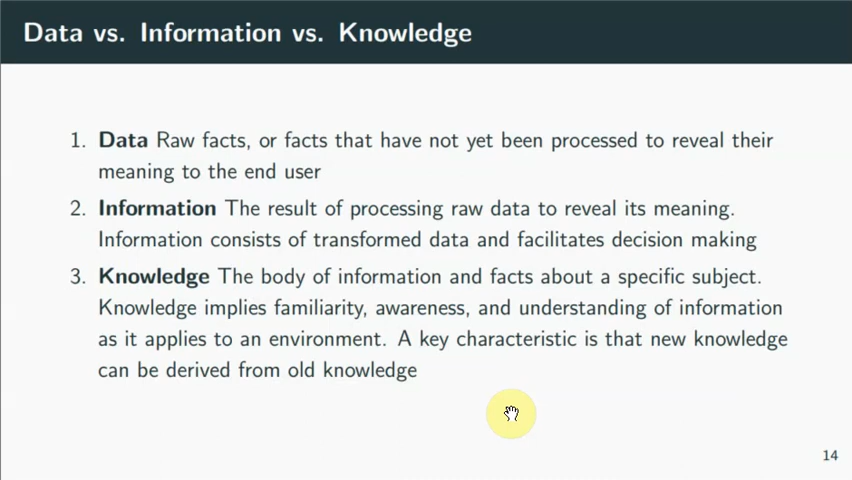 Data vs. Information vs. Knowledge
1. Data Raw facts, or facts that have not yet been processed to reveal their
meaning to the end user
2. Information The result of processing raw data to reveal its meaning.
Information consists of transformed data and facilitates decision making
3. Knowledge The body of information and facts about a specific subject.
Knowledge implies familiarity, awareness, and understanding of information
as it applies to an environment. A key characteristic is that new knowledge
can be derived from old knowledge
14